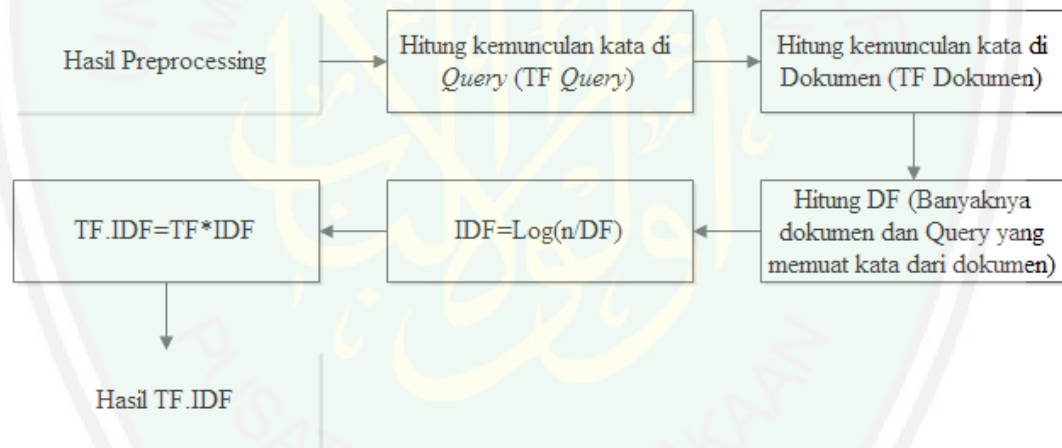 Hasil Preprocessing
Hitung kemunculan kata di
Query (TF Query)
Hitung kemunculan kata di
Dokumen (TF Dokumen)
Hitung DF (Banyaknya
dokumen dan Query yang
memuat kata dari dokumen)
IDF=Log(n/DF)
TF.IDF=TF*IDF
Hasil TF.IDF